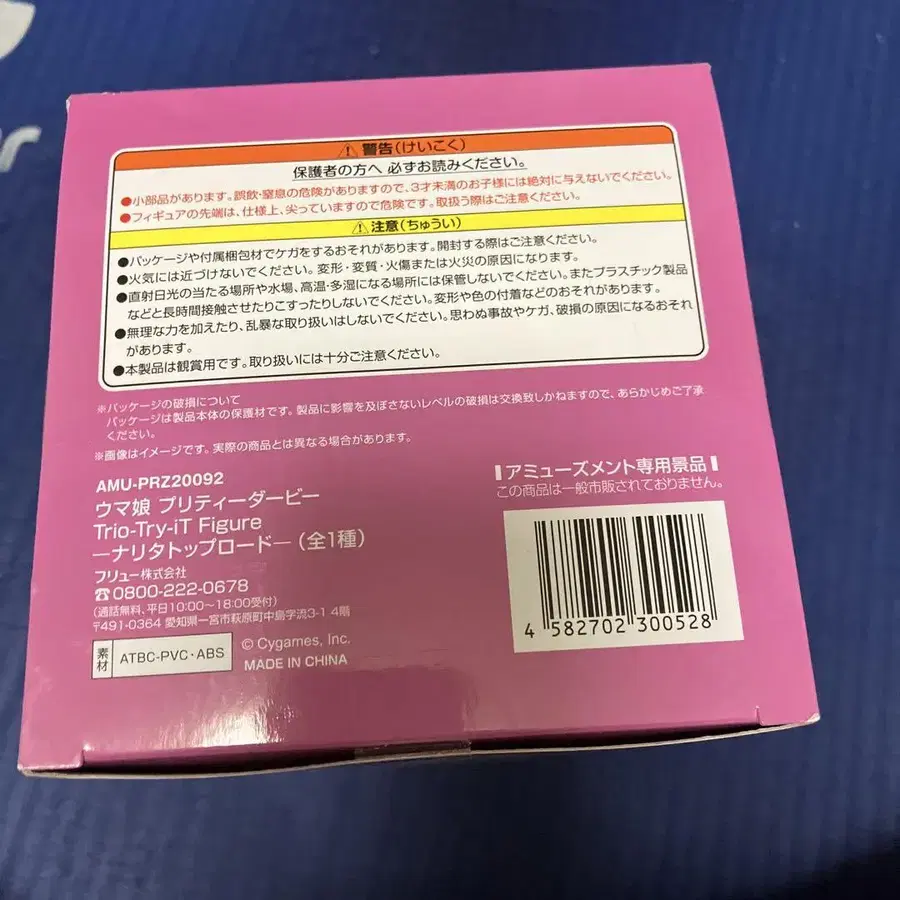 ⚠警告(けいこく)
保護者の方へ 必ずお読みください。
●小部品があります。誤飲・窒息の危険がありますので、3才未満のお子様には絶対に与えないでください。
●フィギュアの先端は、仕様上、尖っていますので危険です。取扱う際はご注意ください。
⚠注意(ちゅうい)
●パッケージや付属梱包材でケガをするおそれがあります。開封する際はご注意ください。
●火気には近づけないでください。変形・変質・火傷または火災の原因になります。
●直射日光の当たる場所や水場、高温・多湿になる場所には保管しないでください。またプラスチック製品
などと長時間接触させたりこすったりしないでください。変形や色の付着などのおそれがあります。
●無理な力を加えたり、乱暴な取り扱いはしないでください。思わぬ事故やケガ、破損の原因になるおそれ
があります。
●本製品は観賞用です。取り扱いには十分ご注意ください。
※パッケージの破損について
パッケージは製品本体の保護材です。製品に影響を及ぼさないレベルの破損は交換致しかねますので、あらかじめご了承
ください。
※画像はイメージです。実際の商品とは異なる場合があります。
AMU-PRZ20092
ウマ娘 プリティーダービー
Trio-Try-iT Figure
―ナリタトップロード―(全1種)
フリュー株式会社
☎0800-222-0678
(通話無料、平日10:00〜18:00受付)
〒491-0364 愛知県一宮市萩原町中島字流3-1 4階
素材 ATBC-PVC・ABS
© Cygames, Inc.
MADE IN CHINA
アミューズメント専用景品
この商品は一般市販されておりません。
4 582702 300528